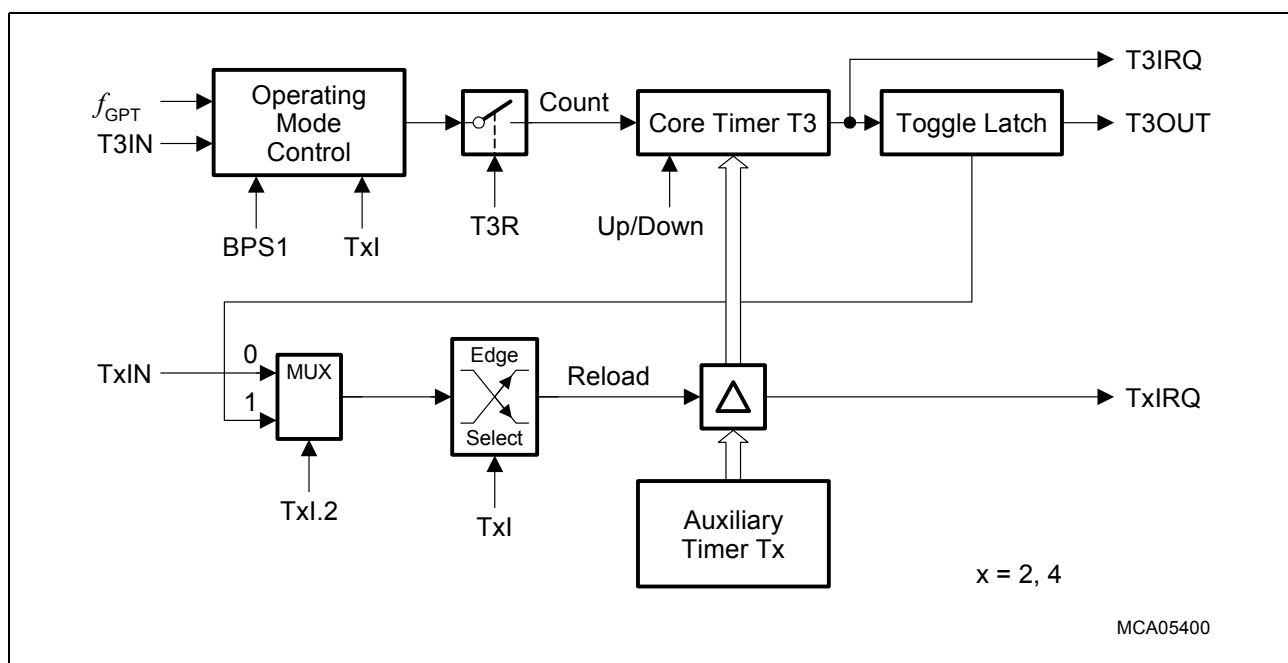 T3IRQ
fGPT
T3IN
Operating
Mode
Control
Count
Core Timer T3
Toggle Latch
T3OUT
BPS1
TxI
T3R
Up/Down
TxIN
0
1
MUX
Edge
Select
Reload
TxIRQ
TxI.2
TxI
Auxiliary
Timer Tx
x = 2, 4
MCA05400